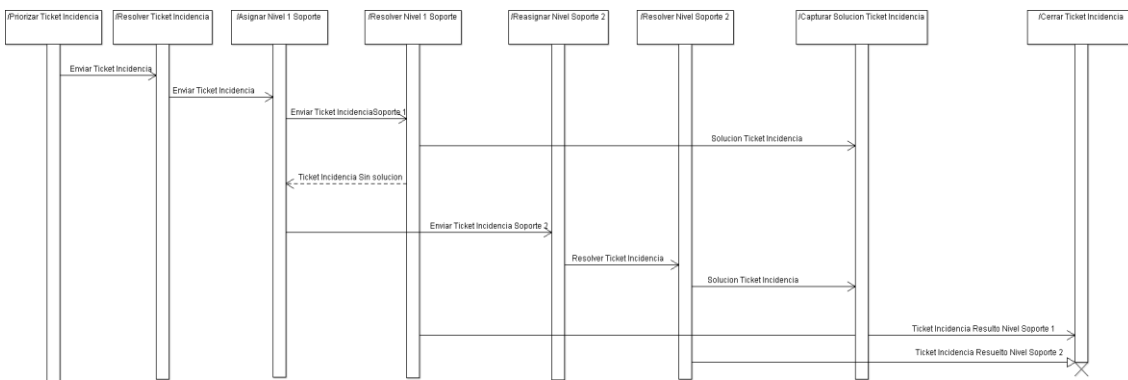 /Priorizar Ticket Incidencia
/Resolver Ticket Incidencia
/Asignar Nivel 1 Soporte
/Resolver Nivel 1 Soporte
/Reasignar Nivel Soporte 2
/Resolver Nivel Soporte 2
/Capturar Solucion Ticket Incidencia
/Cerrar Ticket Incidencia
Enviar Ticket Incidencia
Enviar Ticket Incidencia
Enviar Ticket IncidenciaSoporte 1
Solucion Ticket Incidencia
Ticket Incidencia Sin solucion
Enviar Ticket Incidencia Soporte 2
Resolver Ticket Incidencia
Solucion Ticket Incidencia
Ticket Incidencia Resulto Nivel Soporte 1
Ticket Incidencia Resuelto Nivel Soporte 2